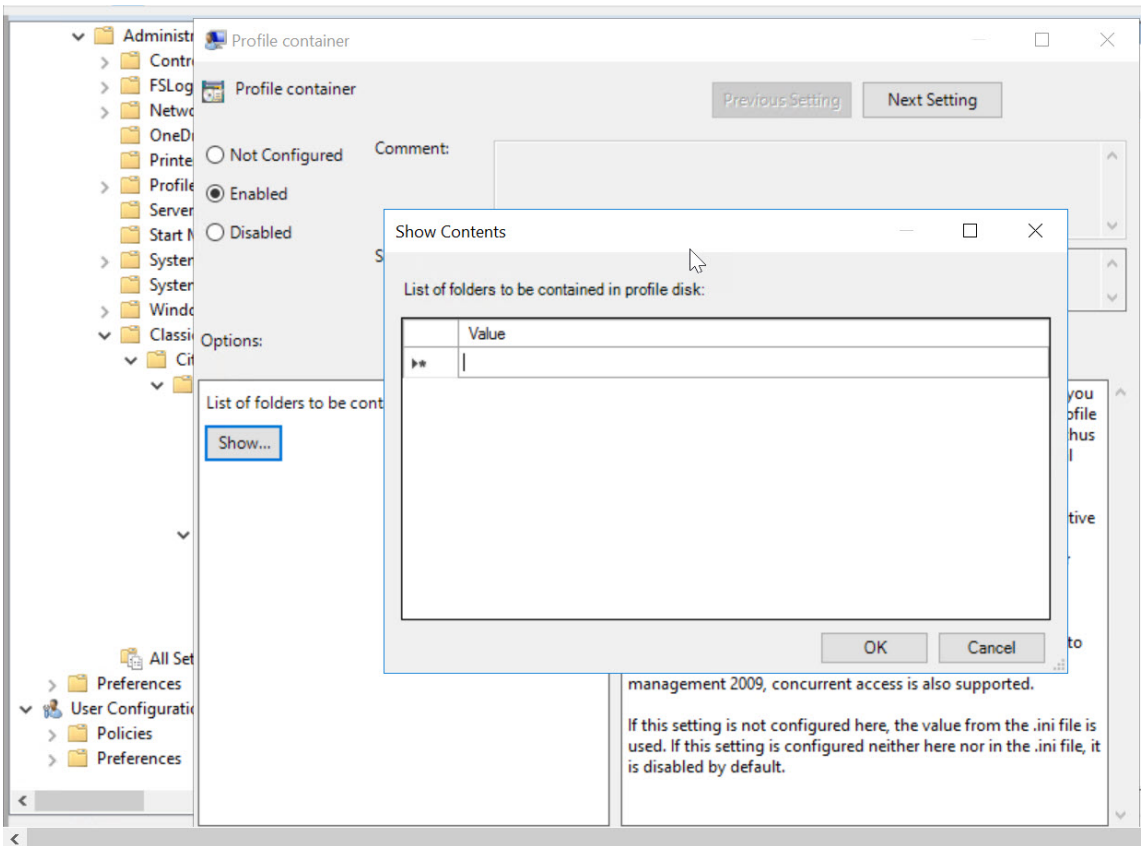 Administr
Contr
FSLog
Netwo
OneDr
Printe
Profile
Server
Start M
System
System
Windo
Classic
Cit
All Set
Preferences
User Configuratio
Policies
Preferences
Profile container
Profile container
Previous Setting
Next Setting
Not Configured
Enabled
Disabled
Comment:
S
Options:
List of folders to be cont
Show...
Show Contents
List of folders to be contained in profile disk:
Value
OK
Cancel
you
ofile
hus
l
tive
r
to
management 2009, concurrent access is also supported.
If this setting is not configured here, the value from the .ini file is
used. If this setting is configured neither here nor in the .ini file, it
is disabled by default.